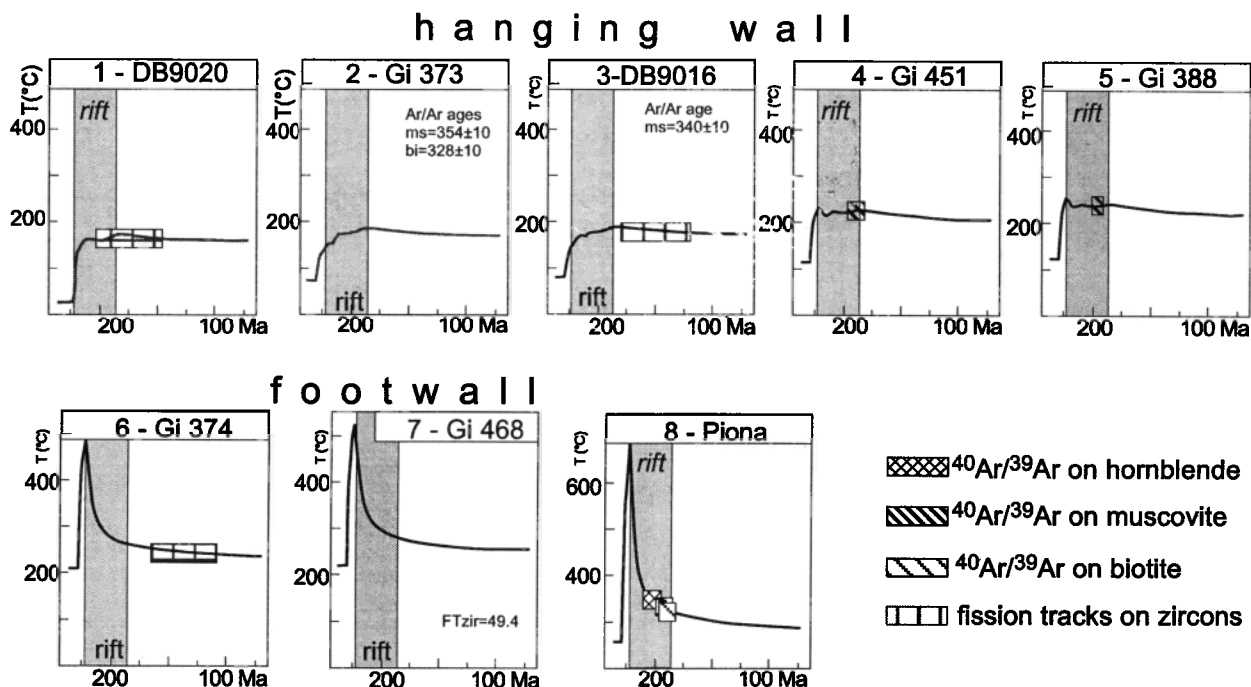 hanging wall
1 - DB9020
2 - Gi 373
3-DB9016
4 - Gi 451
5 - Gi 388
T(°C)
400
200
rift
200
100 Ma
T(°C)
400
200
Ar/Ar ages
ms=354±10
bi=328±10
rift
200
100 Ma
T(°C)
400
200
Ar/Ar age
ms=340±10
rift
200
100 Ma
T(°C)
400
200
rift
200
100 Ma
T(°C)
400
200
rift
200
100 Ma
footwall
6 - Gi 374
7 - Gi 468
8 - Piona
T(°C)
400
200
rift
200
100 Ma
T(°C)
400
200
FTzir=49.4
rift
200
100 Ma
T(°C)
600
400
200
rift
200
100 Ma
⁴⁰Ar/³⁹Ar on hornblende
⁴⁰Ar/³⁹Ar on muscovite
⁴⁰Ar/³⁹Ar on biotite
fission tracks on zircons